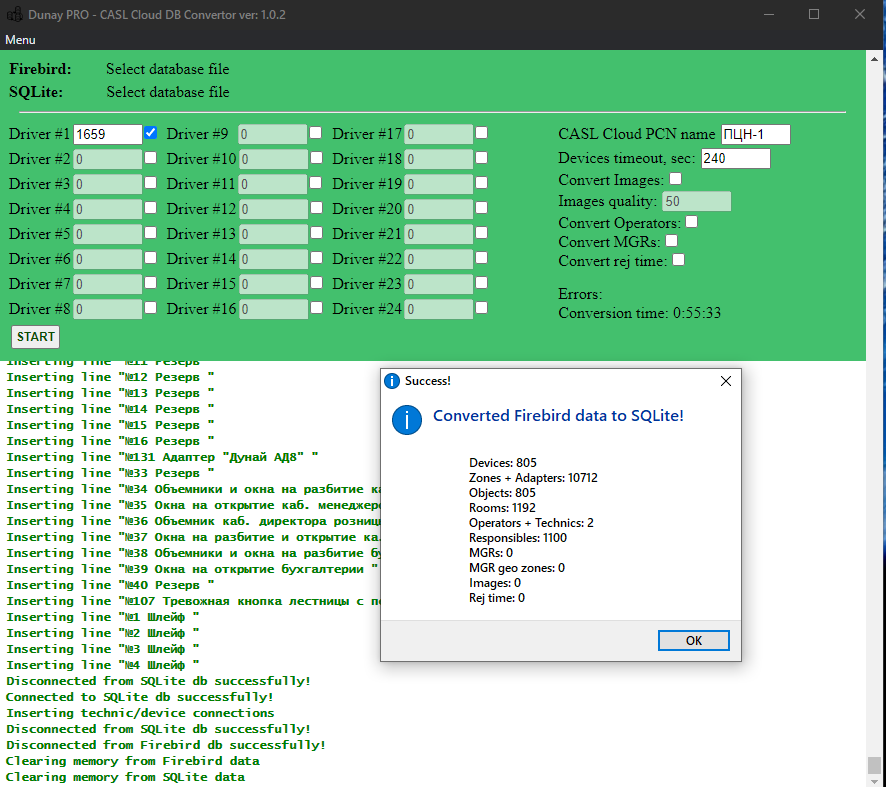 Dunay PRO - CASL Cloud DB Convertor ver: 1.0.2
Menu
Firebird: Select database file
SQLite: Select database file
Driver #1 1659 Driver #9 0 Driver #17 0
Driver #2 0 Driver #10 0 Driver #18 0
Driver #3 0 Driver #11 0 Driver #19 0
Driver #4 0 Driver #12 0 Driver #20 0
Driver #5 0 Driver #13 0 Driver #21 0
Driver #6 0 Driver #14 0 Driver #22 0
Driver #7 0 Driver #15 0 Driver #23 0
Driver #8 0 Driver #16 0 Driver #24 0
CASL Cloud PCN name ПЦН-1
Devices timeout, sec: 240
Convert Images:
Images quality: 50
Convert Operators:
Convert MGRs:
Convert rej time:
Errors:
Conversion time: 0:55:33
START
Inserting line "№11 Резерв "
Inserting line "№12 Резерв "
Inserting line "№13 Резерв "
Inserting line "№14 Резерв "
Inserting line "№15 Резерв "
Inserting line "№16 Резерв "
Inserting line "№131 Адаптер "Дунай АД8" "
Inserting line "№33 Резерв "
Inserting line "№34 Объемники и окна на разбитие
Inserting line "№35 Окна на открытие каб.
Inserting line "№36 Объемник каб. директора
Inserting line "№37 Окна на разбитие и открытие
Inserting line "№38 Объемники и окна на разбитие
Inserting line "№39 Окна на открытие бухгалтерии "
Inserting line "№40 Резерв "
Inserting line "№107 Тревожная кнопка лестницы с
Inserting line "№1 Шлейф "
Inserting line "№2 Шлейф "
Inserting line "№3 Шлейф "
Inserting line "№4 Шлейф "
Disconnected from SQLite db successfully!
Connected to SQLite db successfully!
Inserting technic/device connections
Disconnected from SQLite db successfully!
Disconnected from Firebird db successfully!
Clearing memory from Firebird data
Clearing memory from SQLite data
Success!
Converted Firebird data to SQLite!
Devices: 805
Zones + Adapters: 10712
Objects: 805
Rooms: 1192
Operators + Technics: 2
Responsibles: 1100
MGRs: 0
MGR geo zones: 0
Images: 0
Rej time: 0
OK